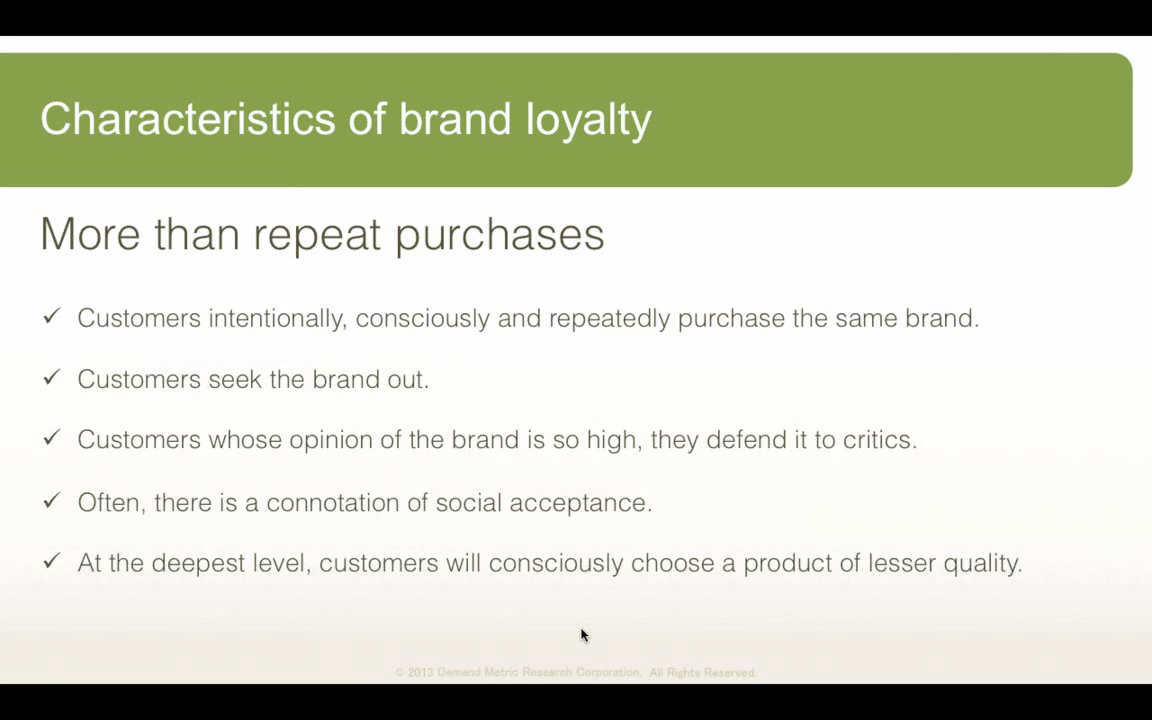 Characteristics of brand loyalty
More than repeat purchases
✓ Customers intentionally, consciously and repeatedly purchase the same brand.
✓ Customers seek the brand out.
✓ Customers whose opinion of the brand is so high, they defend it to critics.
✓ Often, there is a connotation of social acceptance.
✓ At the deepest level, customers will consciously choose a product of lesser quality.
© 2013 Demand Metric Research Corporation. All Rights Reserved.